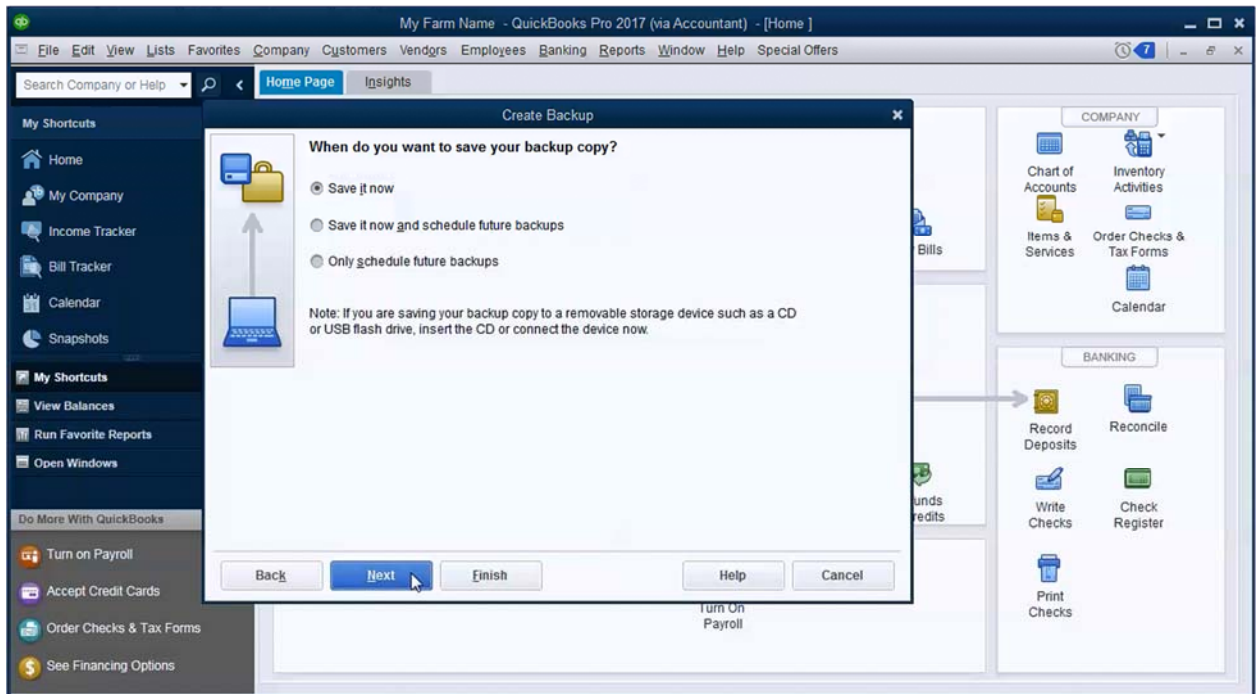 qb
My Farm Name - QuickBooks Pro 2017 (via Accountant) - [Home ]
File Edit View Lists Favorites Company Customers Vendors Employees Banking Reports Window Help Special Offers
7
Search Company or Help
Home Page
Insights
My Shortcuts
Home
My Company
Income Tracker
Bill Tracker
Calendar
Snapshots
My Shortcuts
View Balances
Run Favorite Reports
Open Windows
Do More With QuickBooks
Turn on Payroll
Accept Credit Cards
Order Checks & Tax Forms
See Financing Options
Create Backup
When do you want to save your backup copy?
Save it now
Save it now and schedule future backups
Only schedule future backups
Note: If you are saving your backup copy to a removable storage device such as a CD
or USB flash drive, insert the CD or connect the device now.
Back
Next
Finish
Help
Cancel
Bills
unds
redits
Turn On
Payroll
COMPANY
Chart of
Accounts
Inventory
Activities
Items &
Services
Order Checks &
Tax Forms
Calendar
BANKING
Record
Deposits
Reconcile
Write
Checks
Check
Register
Print
Checks